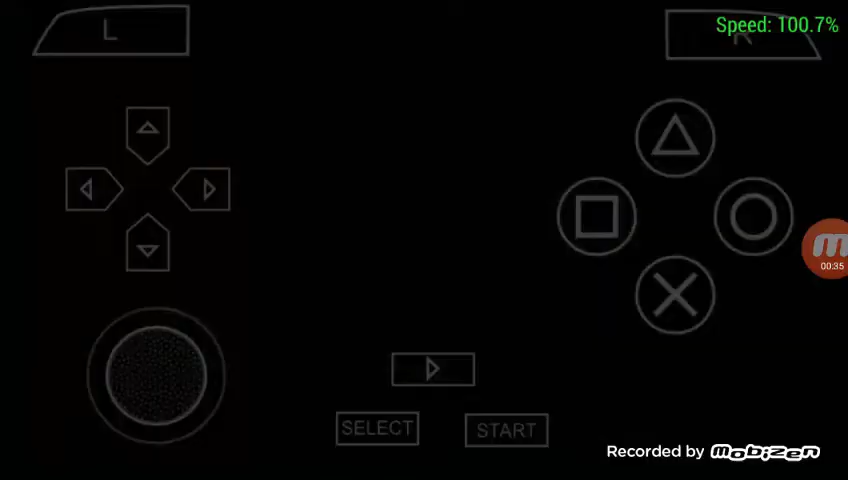 L
Speed: 100.7%
R
00:35
SELECT
START
Recorded by mobizen